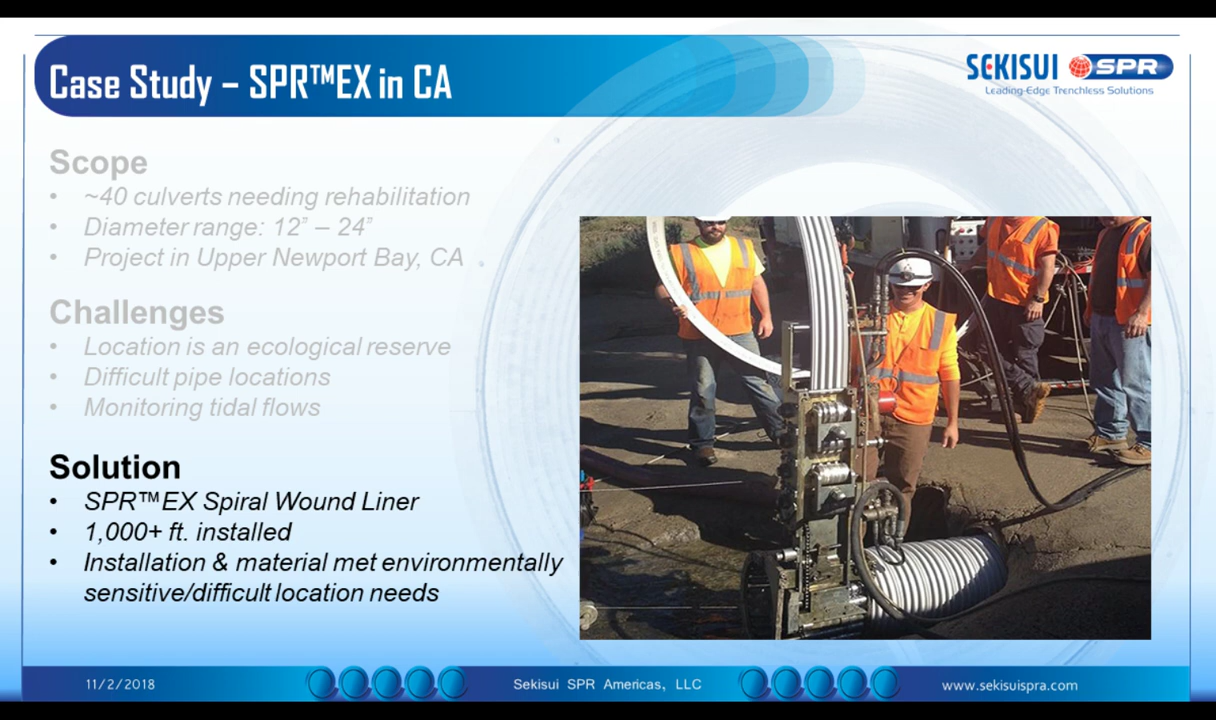 Case Study – SPR™EX in CA
SEKISUI SPR
Leading-Edge Trenchless Solutions
Scope
• ~40 culverts needing rehabilitation
• Diameter range: 12” – 24”
• Project in Upper Newport Bay, CA
Challenges
• Location is an ecological reserve
• Difficult pipe locations
• Monitoring tidal flows
Solution
• SPR™EX Spiral Wound Liner
• 1,000+ ft. installed
• Installation & material met environmentally
sensitive/difficult location needs
11/2/2018
Sekisui SPR Americas, LLC
www.sekisuispra.com